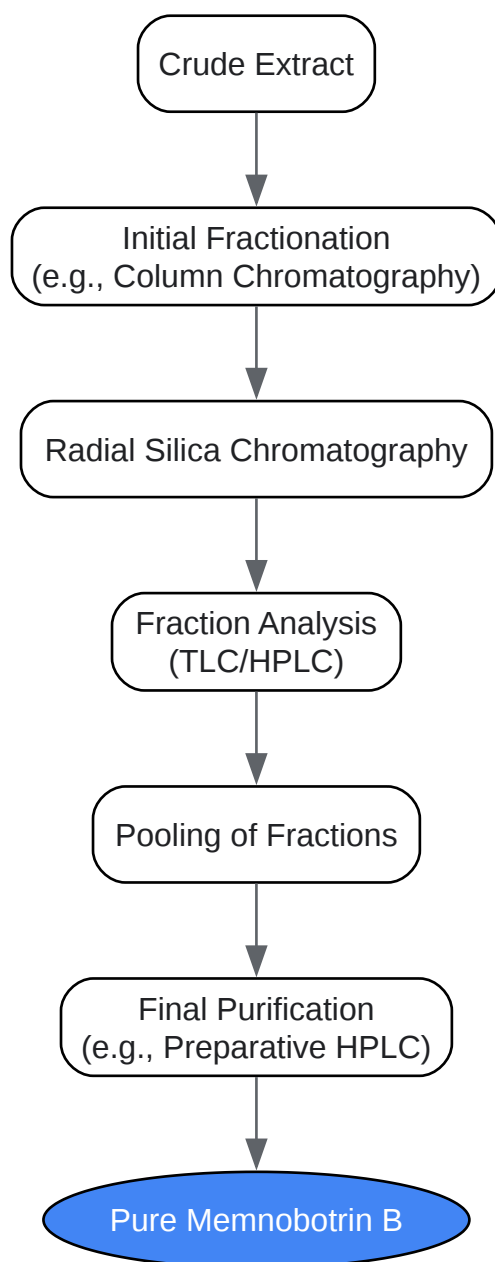 Crude Extract
Initial Fractionation
(e.g., Column Chromatography)
Radial Silica Chromatography
Fraction Analysis
(TLC/HPLC)
Pooling of Fractions
Final Purification
(e.g., Preparative HPLC)
Pure Memnobotrin B